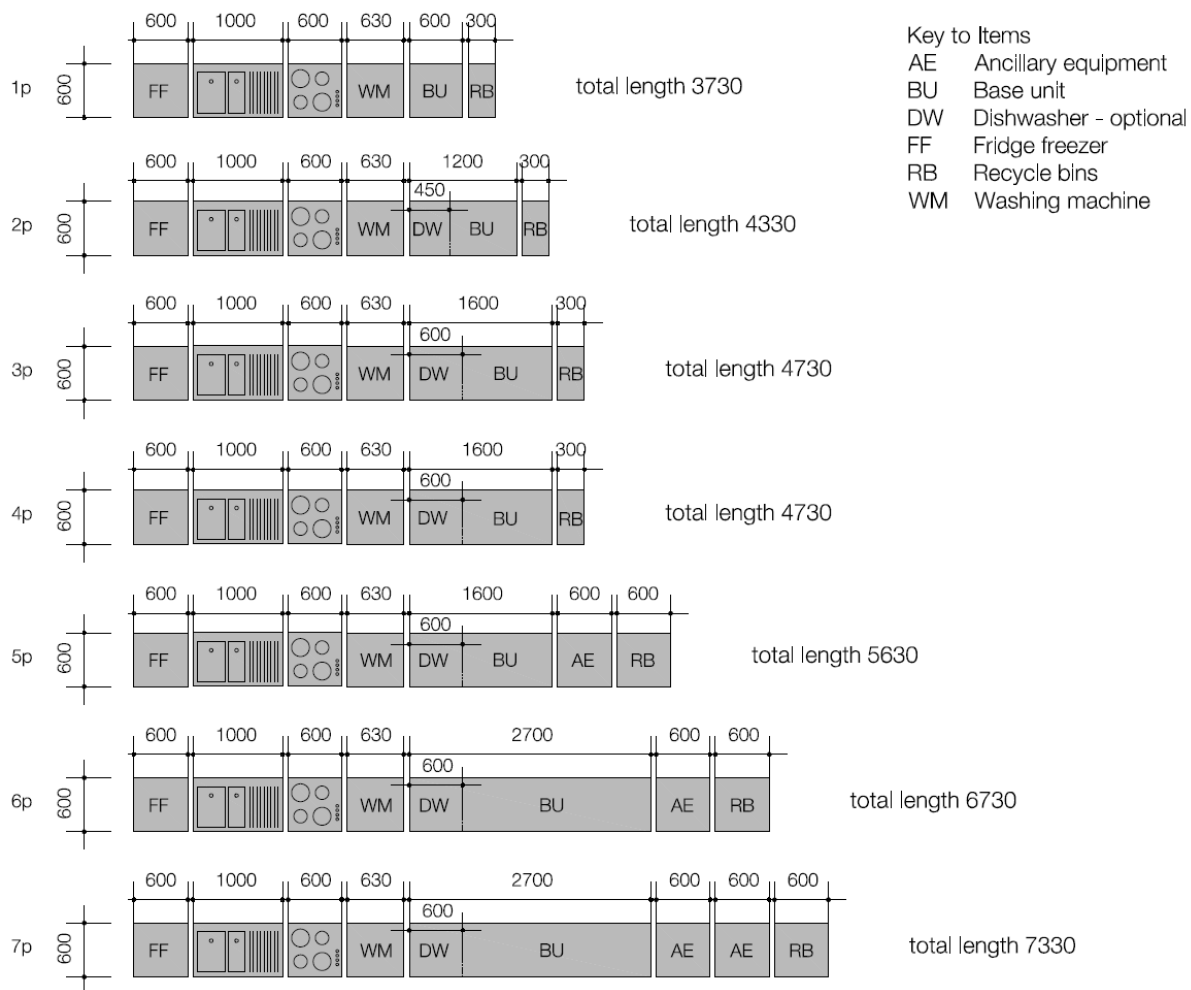 600 1000 600 630 600 300
1p 600 FF WM BU RB total length 3730
600 1000 600 630 1200 300
450
2p 600 FF WM DW BU RB total length 4330
600 1000 600 630 1600 300
600
3p 600 FF WM DW BU RB total length 4730
600 1000 600 630 1600 300
600
4p 600 FF WM DW BU RB total length 4730
600 1000 600 630 1600 600 600
600
5p 600 FF WM DW BU AE RB total length 5630
600 1000 600 630 2700 600 600
600
6p 600 FF WM DW BU AE RB total length 6730
600 1000 600 630 2700 600 600 600
600
7p 600 FF WM DW BU AE AE RB total length 7330
Key to Items
AE Ancillary equipment
BU Base unit
DW Dishwasher - optional
FF Fridge freezer
RB Recycle bins
WM Washing machine